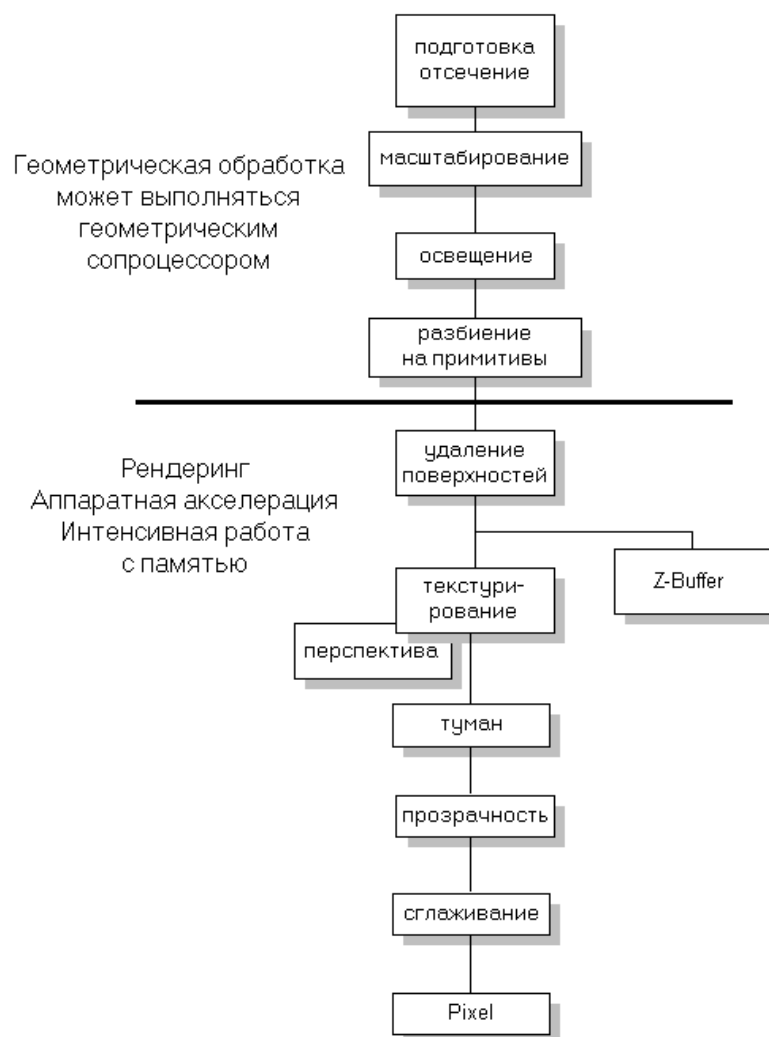 подготовка
отсечение
масштабирование
Геометрическая обработка
может выполняться
геометрическим
сопроцессором
освещение
разбиение
на примитивы
удаление
поверхностей
Рендеринг
Аппаратная акселерация
Интенсивная работа
с памятью
Z-Buffer
текстури-
рование
перспектива
туман
прозрачность
сглаживание
Pixel